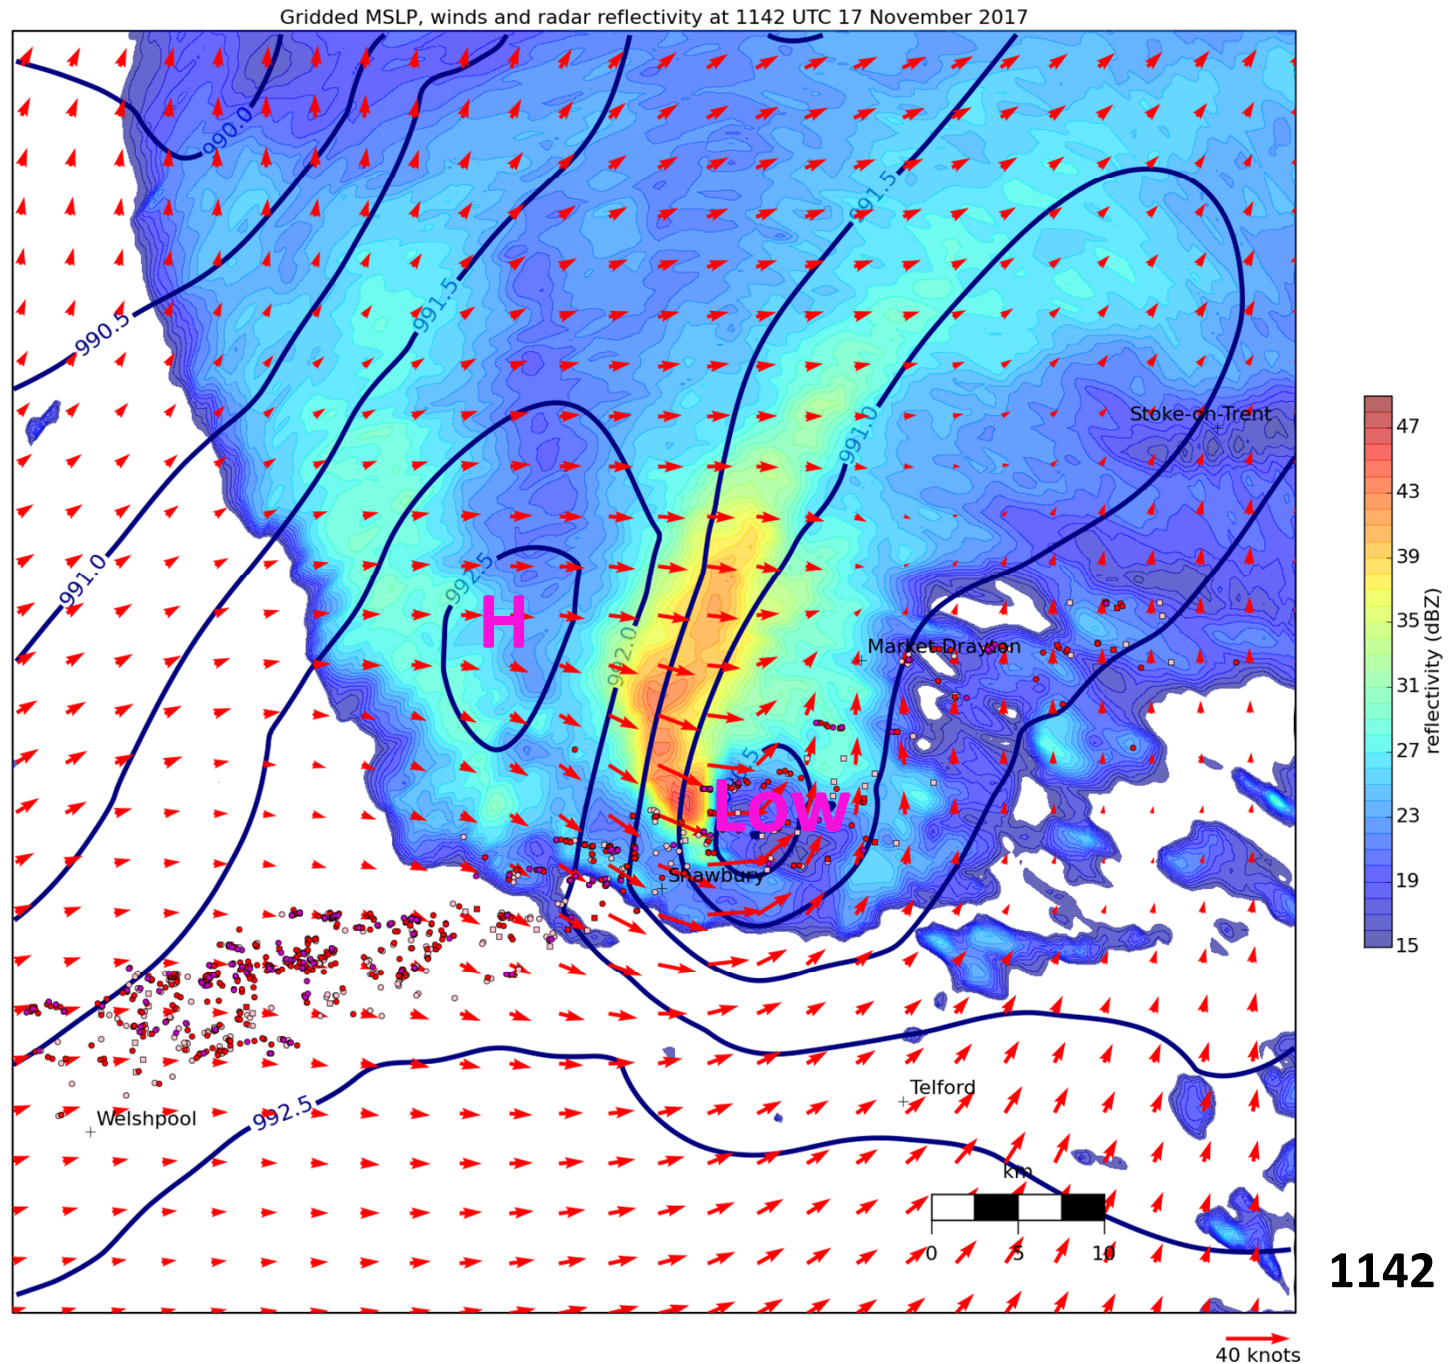 Gridded MSLP, winds and radar reflectivity at 1142 UTC 17 November 2017
990.0
991.5
991.5
990.5
991.0
Stoke-on-Trent
47
43
39
35
31
27
23
19
15
reflectivity (dBZ)
992.5
991.0
H
992.0
Market Drayton
Low
Shawbury
Welshpool
992.5
Telford
km
0 5 10
1142
40 knots